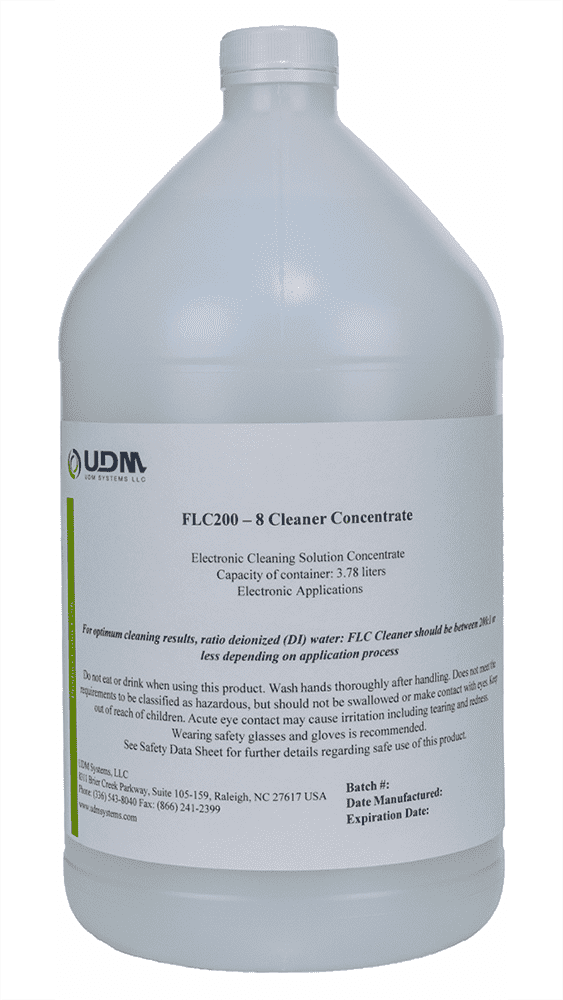 UDM
UDM SYSTEMS LLC
FLC200 – 8 Cleaner Concentrate
Electronic Cleaning Solution Concentrate
Capacity of container: 3.78 liters
Electronic Applications
For optimum cleaning results, ratio deionized (DI) water: FLC Cleaner should be between 200:1 or
less depending on application process
Do not eat or drink when using this product. Wash hands thoroughly after handling. Does not meet the
requirements to be classified as hazardous, but should not be swallowed or make contact with eyes. Keep
out of reach of children. Acute eye contact may cause irritation including tearing and redness.
Wearing safety glasses and gloves is recommended.
See Safety Data Sheet for further details regarding safe use of this product.
UDM Systems, LLC
8311 Brier Creek Parkway, Suite 105-159, Raleigh, NC 27617 USA
Phone: (336) 543-8040 Fax: (866) 241-2399
www.udmsystems.com
Batch #:
Date Manufactured:
Expiration Date: